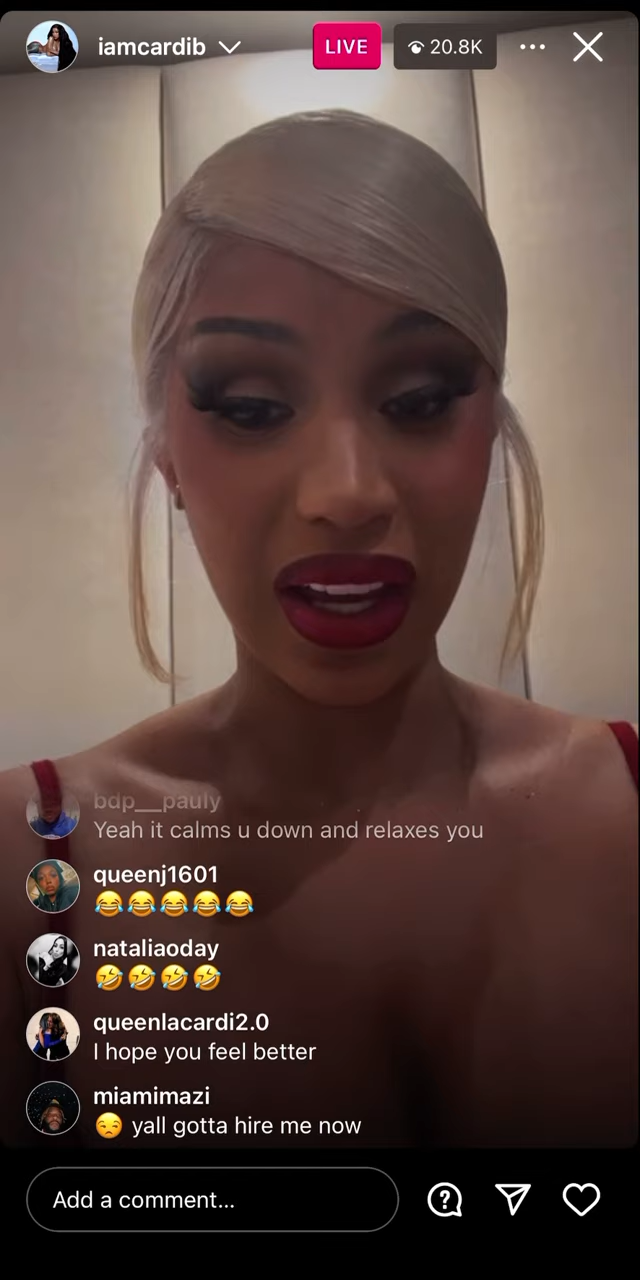 iamcardib
LIVE
20.8K
bdp__pauly
Yeah it calms u down and relaxes you
queenj1601
😂😂😂😂😂
nataliaoday
🤣🤣🤣🤣
queenlacardi2.0
I hope you feel better
miamimazi
😒 yall gotta hire me now
Add a comment...